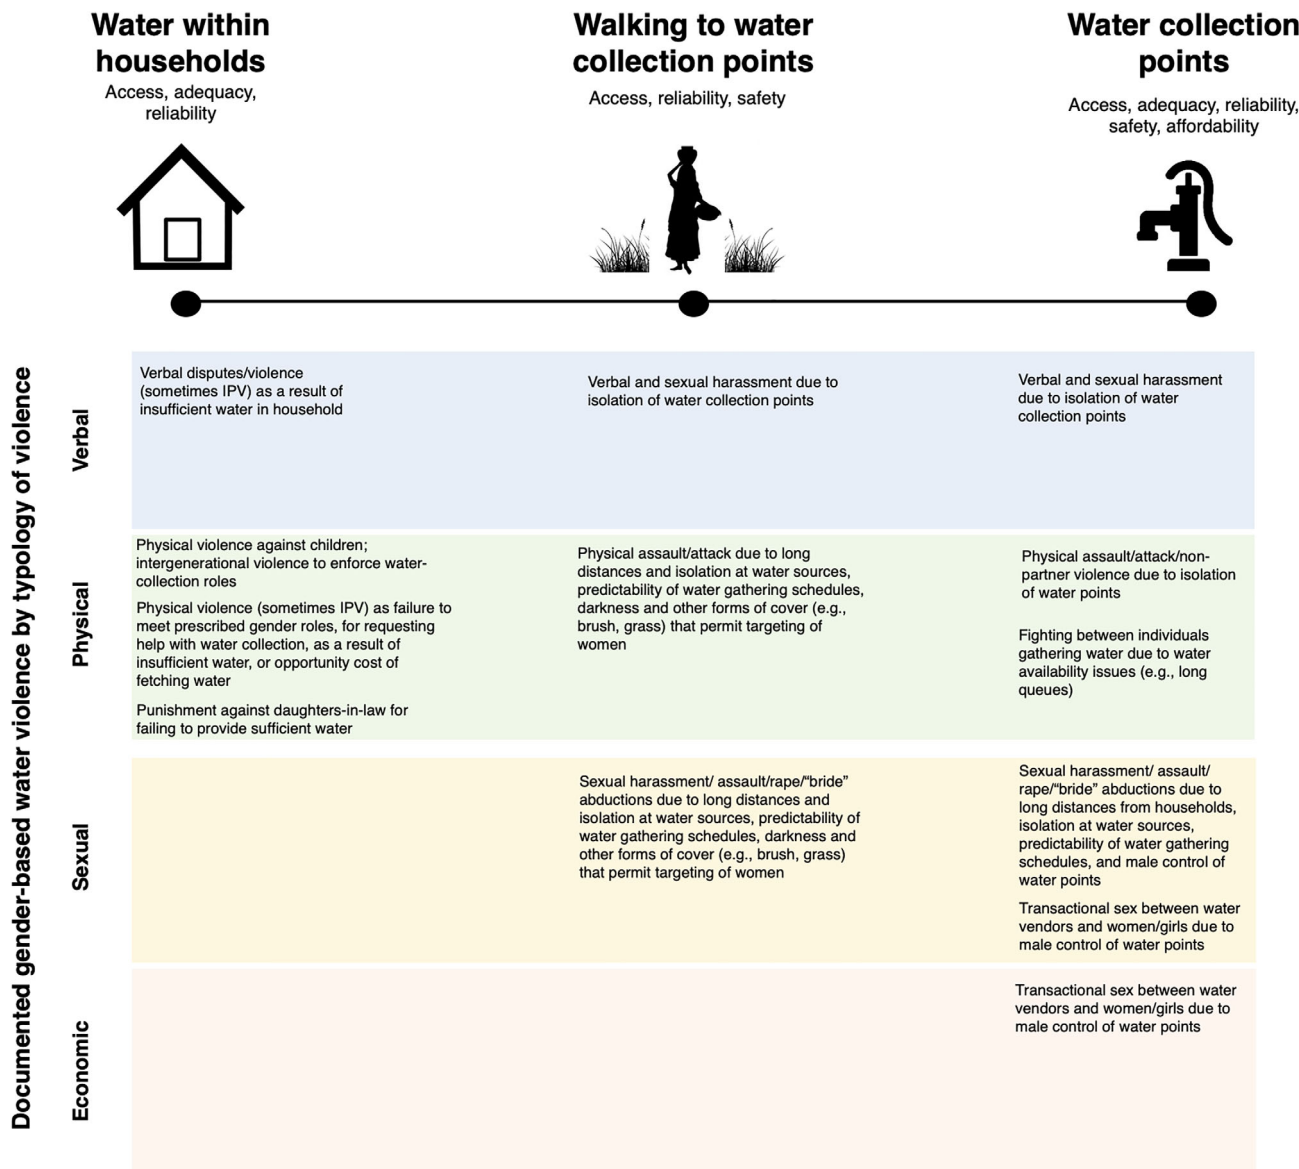 Water within
households
Access, adequacy,
reliability
Walking to water
collection points
Access, reliability, safety
Water collection
points
Access, adequacy, reliability,
safety, affordability
Documented gender-based water violence by typology of violence
Verbal
Verbal disputes/violence
(sometimes IPV) as a result of
insufficient water in household
Verbal and sexual harassment due to
isolation of water collection points
Verbal and sexual harassment
due to isolation of water
collection points
Physical
Physical violence against children;
intergenerational violence to enforce water-
collection roles
Physical violence (sometimes IPV) as failure to
meet prescribed gender roles, for requesting
help with water collection, as a result of
insufficient water, or opportunity cost of
fetching water
Punishment against daughters-in-law for
failing to provide sufficient water
Physical assault/attack due to long
distances and isolation at water sources,
predictability of water gathering schedules,
darkness and other forms of cover (e.g.,
brush, grass) that permit targeting of
women
Physical assault/attack/non-
partner violence due to isolation
of water points
Fighting between individuals
gathering water due to water
availability issues (e.g., long
queues)
Sexual
Sexual harassment/ assault/rape/“bride”
abductions due to long distances and
isolation at water sources, predictability of
water gathering schedules, darkness and
other forms of cover (e.g., brush, grass)
that permit targeting of women
Sexual harassment/ assault/
rape/“bride” abductions due to
long distances from households,
isolation at water sources,
predictability of water gathering
schedules, and male control of
water points
Transactional sex between water
vendors and women/girls due to
male control of water points
Economic
Transactional sex between water
vendors and women/girls due to
male control of water points